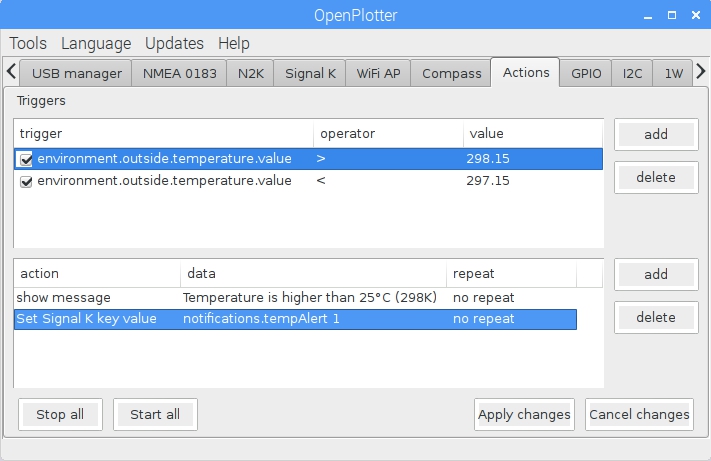 OpenPlotter
Tools Language Updates Help
USB manager NMEA 0183 N2K Signal K WiFi AP Compass Actions GPIO I2C 1W
Triggers
trigger operator value
environment.outside.temperature.value > 298.15
environment.outside.temperature.value < 297.15
add
delete
action data repeat
show message Temperature is higher than 25°C (298K) no repeat
Set Signal K key value notifications.tempAlert 1 no repeat
add
delete
Stop all Start all Apply changes Cancel changes